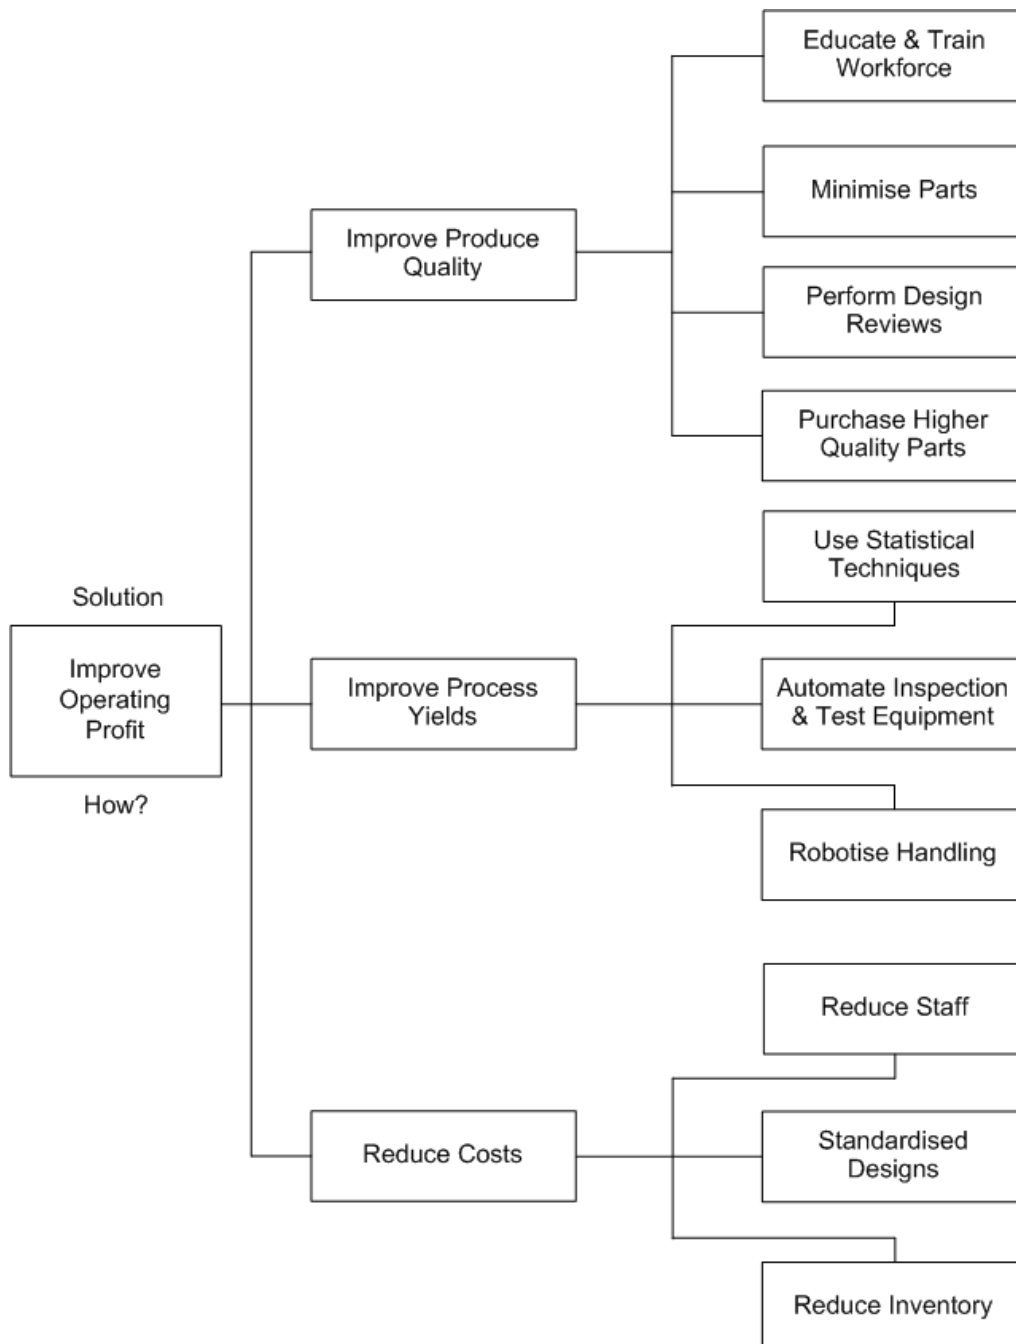 Educate & Train
Workforce
Minimise Parts
Improve Produce
Quality
Perform Design
Reviews
Purchase Higher
Quality Parts
Use Statistical
Techniques
Solution
Improve
Operating
Profit
How?
Improve Process
Yields
Automate Inspection
& Test Equipment
Robotise Handling
Reduce Staff
Reduce Costs
Standardised
Designs
Reduce Inventory